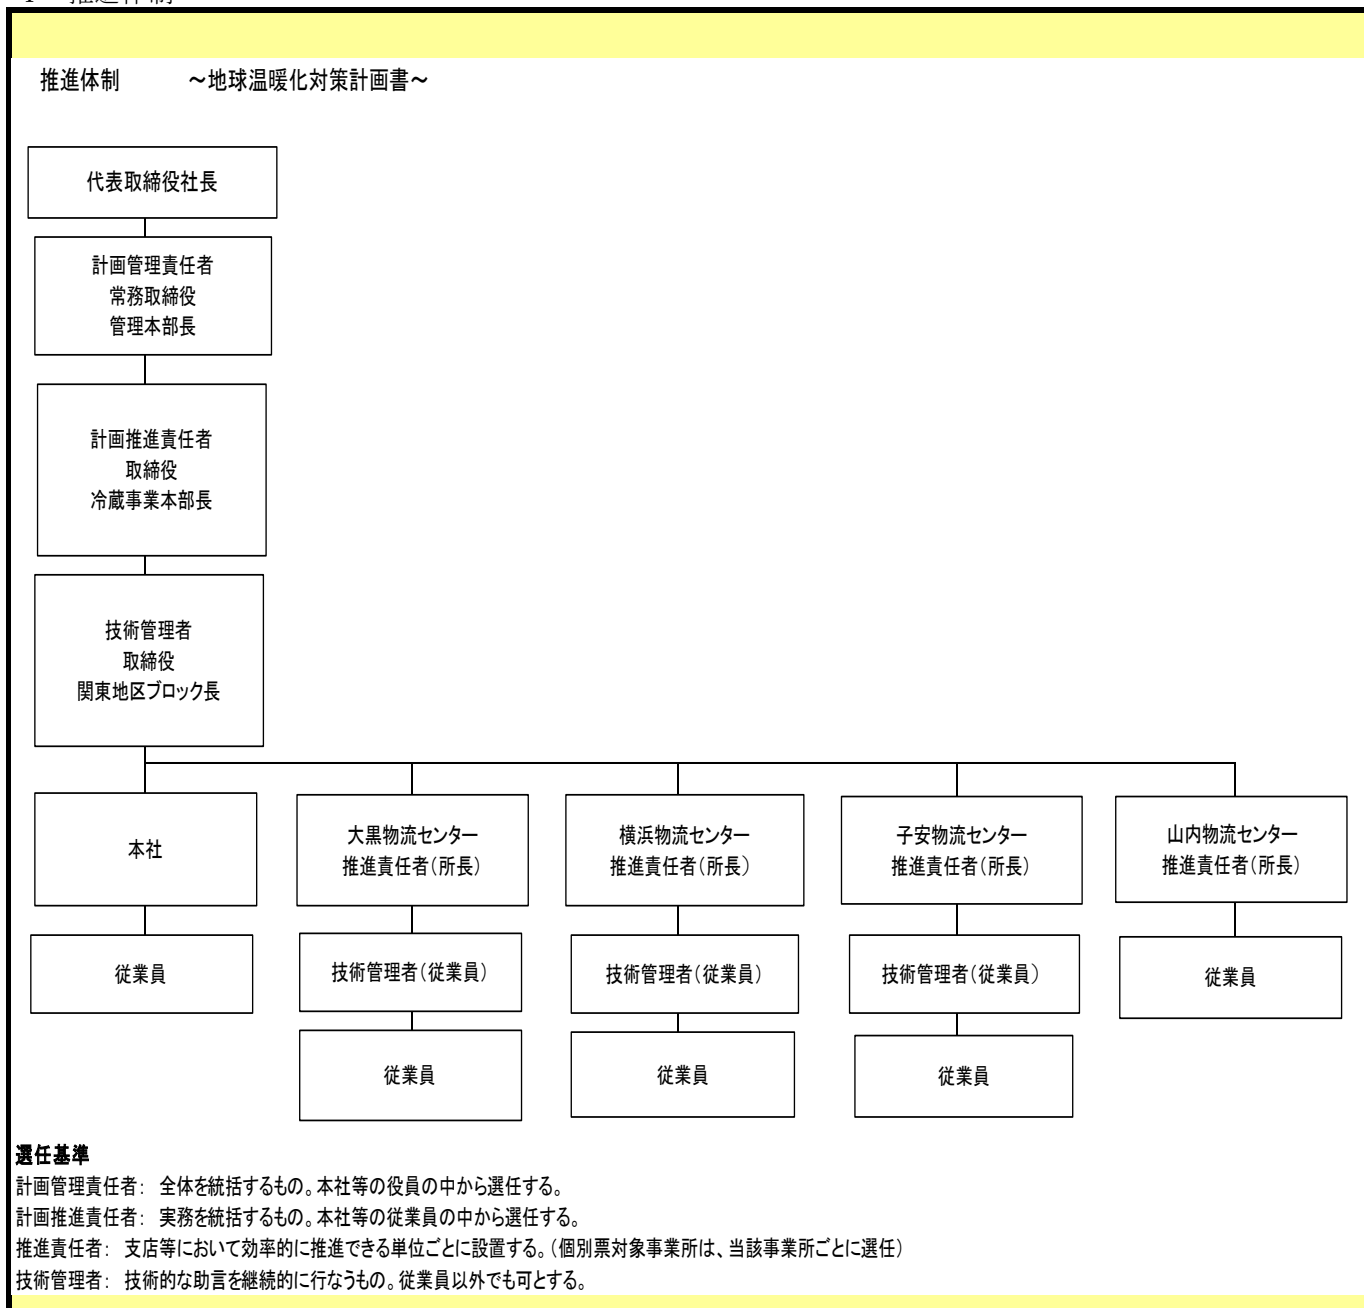 推進体制　　～地球温暖化対策計画書～
代表取締役社長
計画管理責任者
常務取締役
管理本部長
計画推進責任者
取締役
冷蔵事業本部長
技術管理者
取締役
関東地区ブロック長
本社
大黒物流センター
推進責任者（所長）
横浜物流センター
推進責任者（所長）
子安物流センター
推進責任者（所長）
山内物流センター
推進責任者（所長）
従業員
技術管理者（従業員）
技術管理者（従業員）
技術管理者（従業員）
従業員
従業員
従業員
従業員
選任基準
計画管理責任者：　全体を統括するもの。本社等の役員の中から選任する。
計画推進責任者：　実務を統括するもの。本社等の従業員の中から選任する。
推進責任者：　支店等において効率的に推進できる単位ごとに設置する。（個別票対象事業所は、当該事業所ごとに選任）
技術管理者：　技術的な助言を継続的に行なうもの。従業員以外でも可とする。